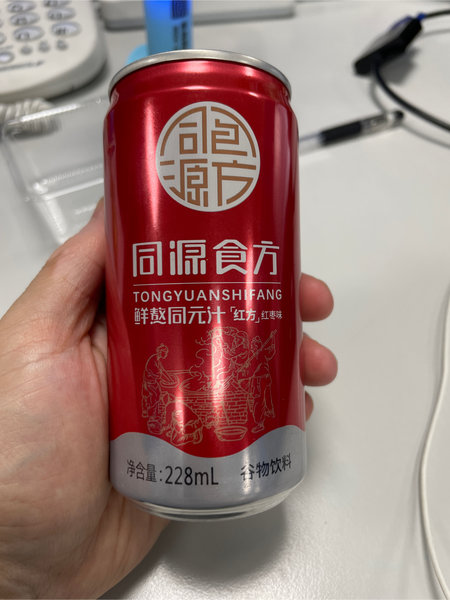 同食
源方
同源食方
TONGYUANSHIFANG
鲜熬同元汁「红方」红枣味
净含量:228mL 谷物饮料